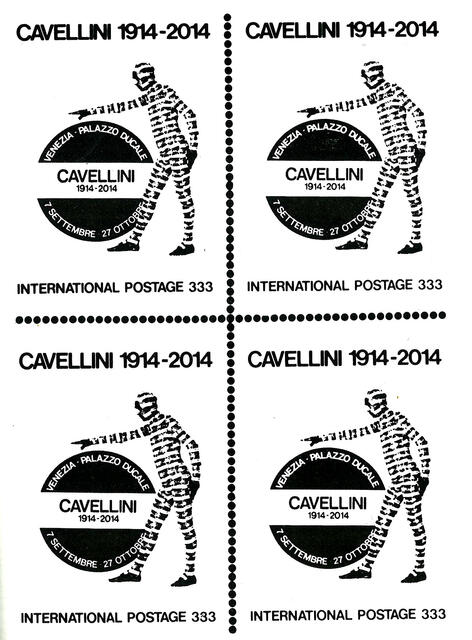 CAVELLINI 1914-2014
VENEZIA · PALAZZO DUCALE
CAVELLINI
1914-2014
7 SETTEMBRE 27 OTTOBRE
INTERNATIONAL POSTAGE 333
CAVELLINI 1914-2014
VENEZIA · PALAZZO DUCALE
CAVELLINI
1914-2014
7 SETTEMBRE 27 OTTOBRE
INTERNATIONAL POSTAGE 333
CAVELLINI 1914-2014
VENEZIA · PALAZZO DUCALE
CAVELLINI
1914-2014
7 SETTEMBRE 27 OTTOBRE
INTERNATIONAL POSTAGE 333
CAVELLINI 1914-2014
VENEZIA · PALAZZO DUCALE
CAVELLINI
1914-2014
7 SETTEMBRE 27 OTTOBRE
INTERNATIONAL POSTAGE 333